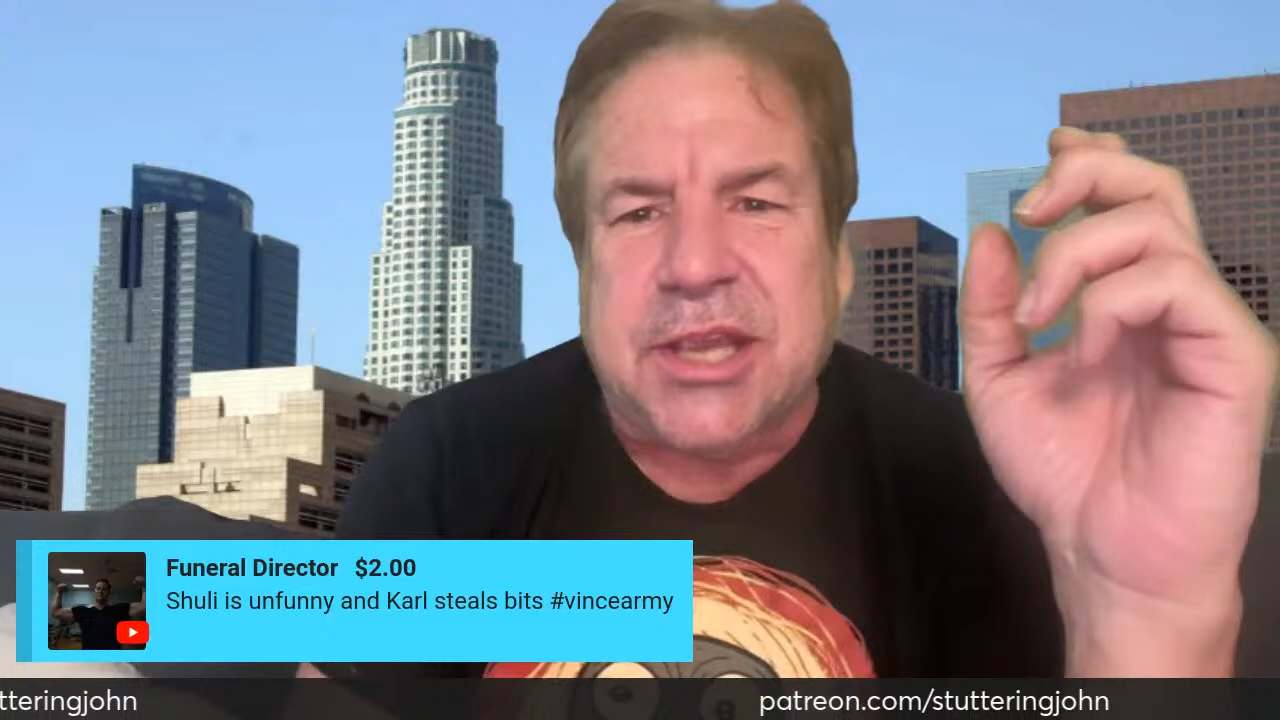 Funeral Director $2.00
Shuli is unfunny and Karl steals bits #vincearmy
tteringjohn
patreon.com/stutteringjohn